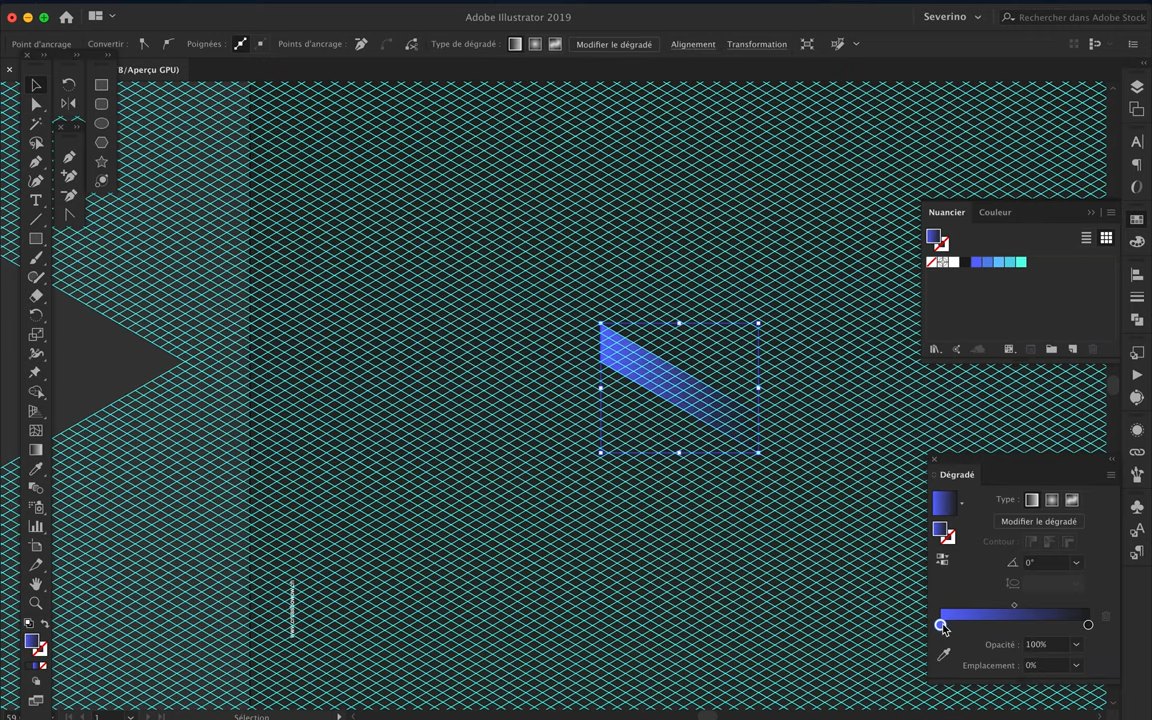 Adobe Illustrator 2019
Severino
Rechercher dans Adobe Stock
Point d'ancrage
Convertir :
Poignées :
Points d'ancrage :
Type de dégradé :
Modifier le dégradé
Alignement
Transformation
B/Aperçu GPU)
Nuancier
Couleur
Dégradé
Type :
Modifier le dégradé
Contour :
0°
Opacité :
100%
Emplacement :
0%
59
1
Sélection